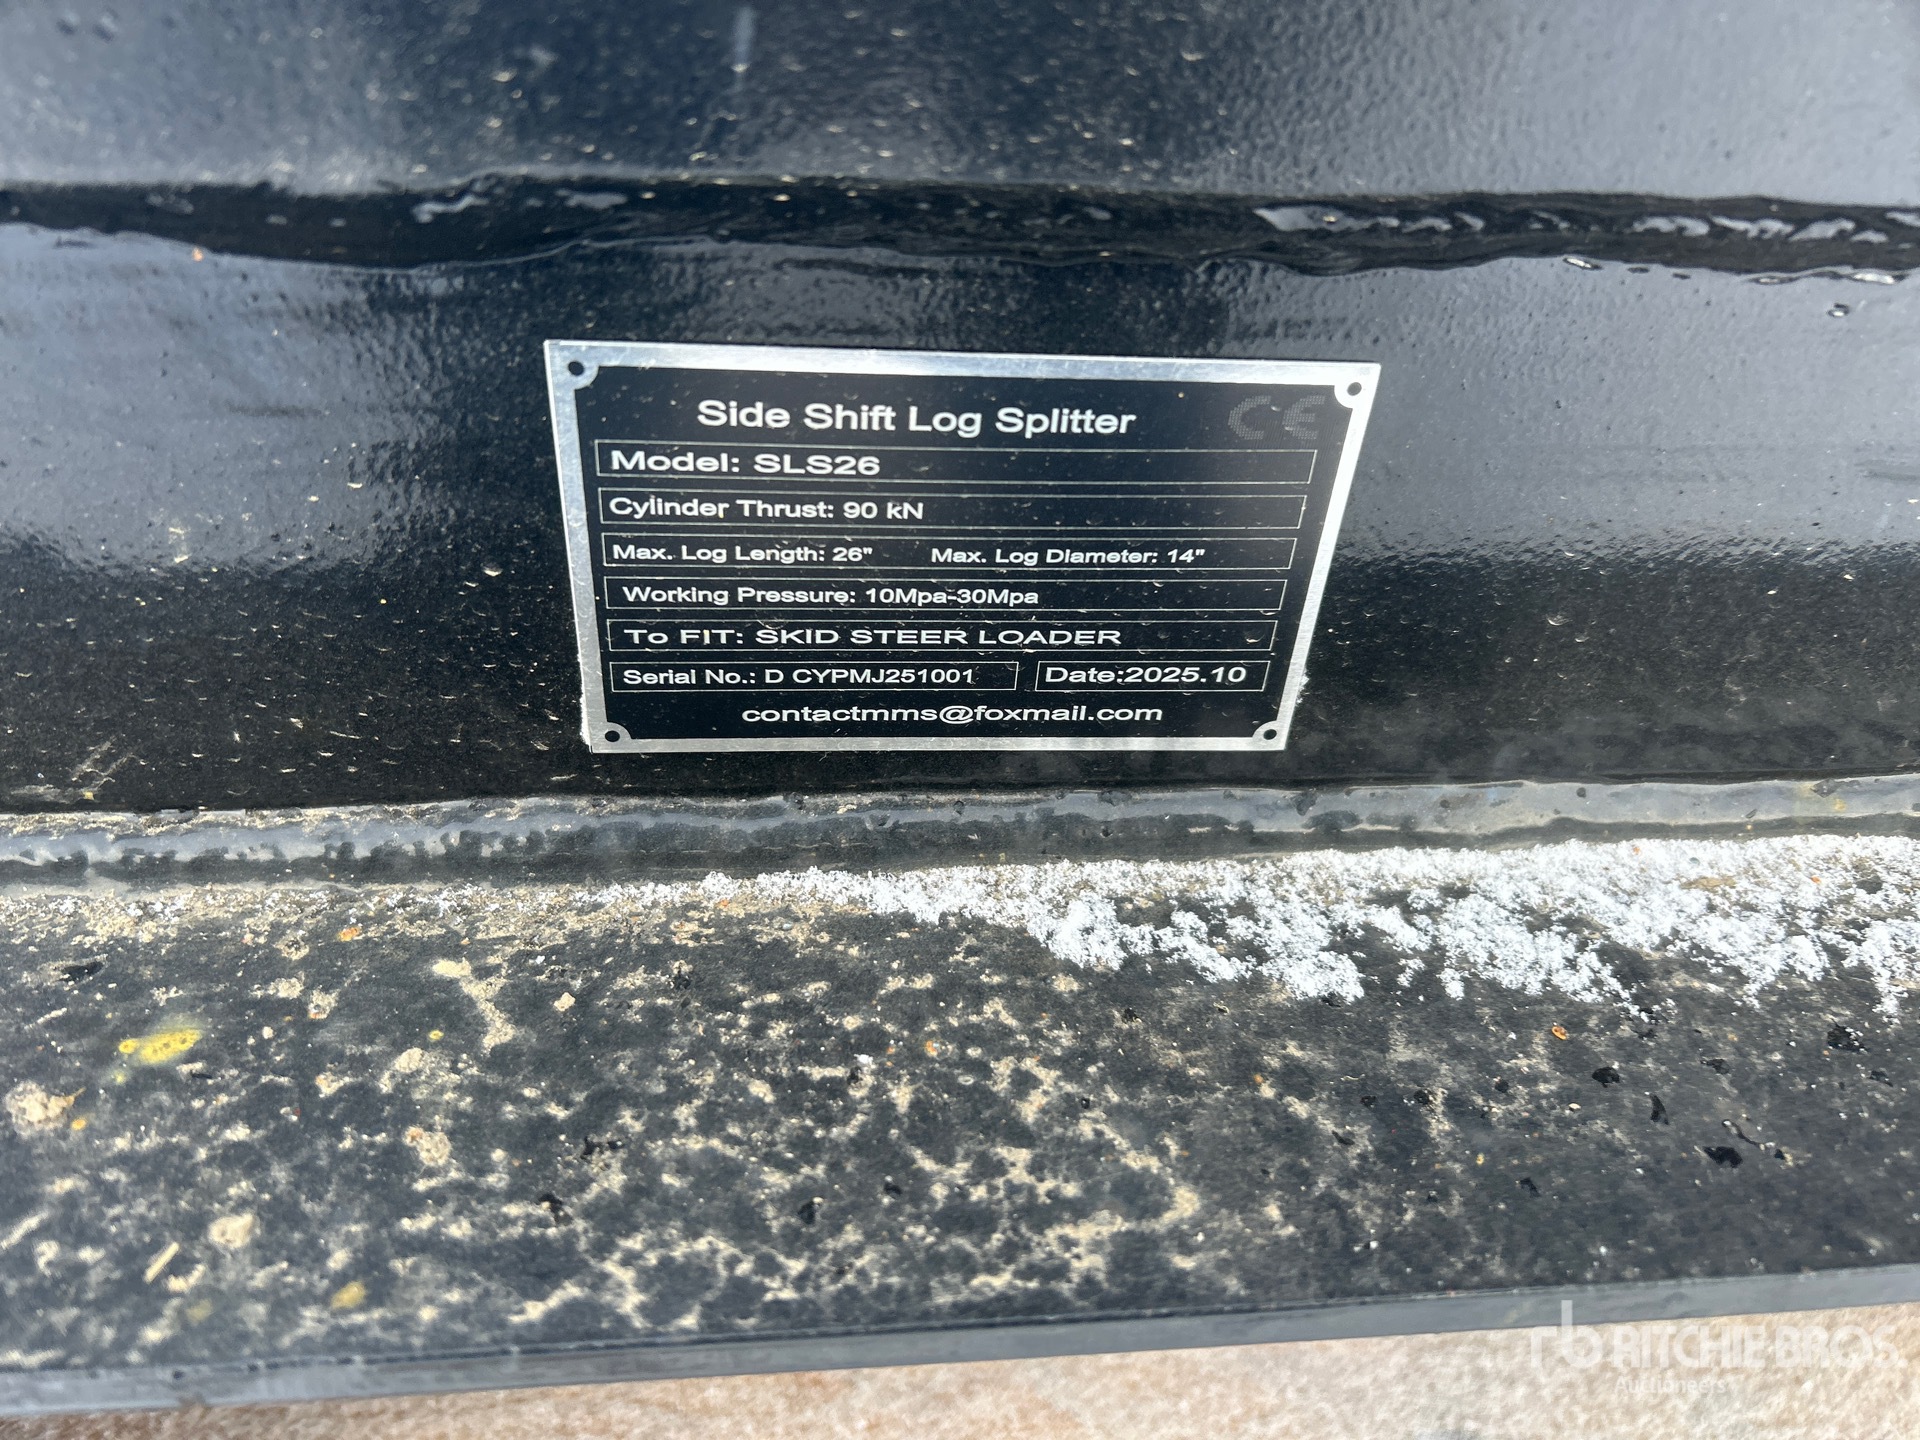 Side Shift Log Splitter CE
Model: SLS26
Cylinder Thrust: 90 kN
Max. Log Length: 26" Max. Log Diameter: 14"
Working Pressure: 10Mpa-30Mpa
To FIT: SKID STEER LOADER
Serial No.: D CYPMJ251001 Date:2025.10
contactmms@foxmail.com
rb RITCHIE BROS.
Auctioneers